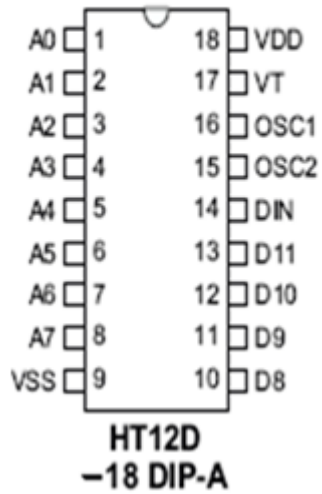 A0 1 18 VDD
A1 2 17 VT
A2 3 16 OSC1
A3 4 15 OSC2
A4 5 14 DIN
A5 6 13 D11
A6 7 12 D10
A7 8 11 D9
VSS 9 10 D8
HT12D
–18 DIP-A